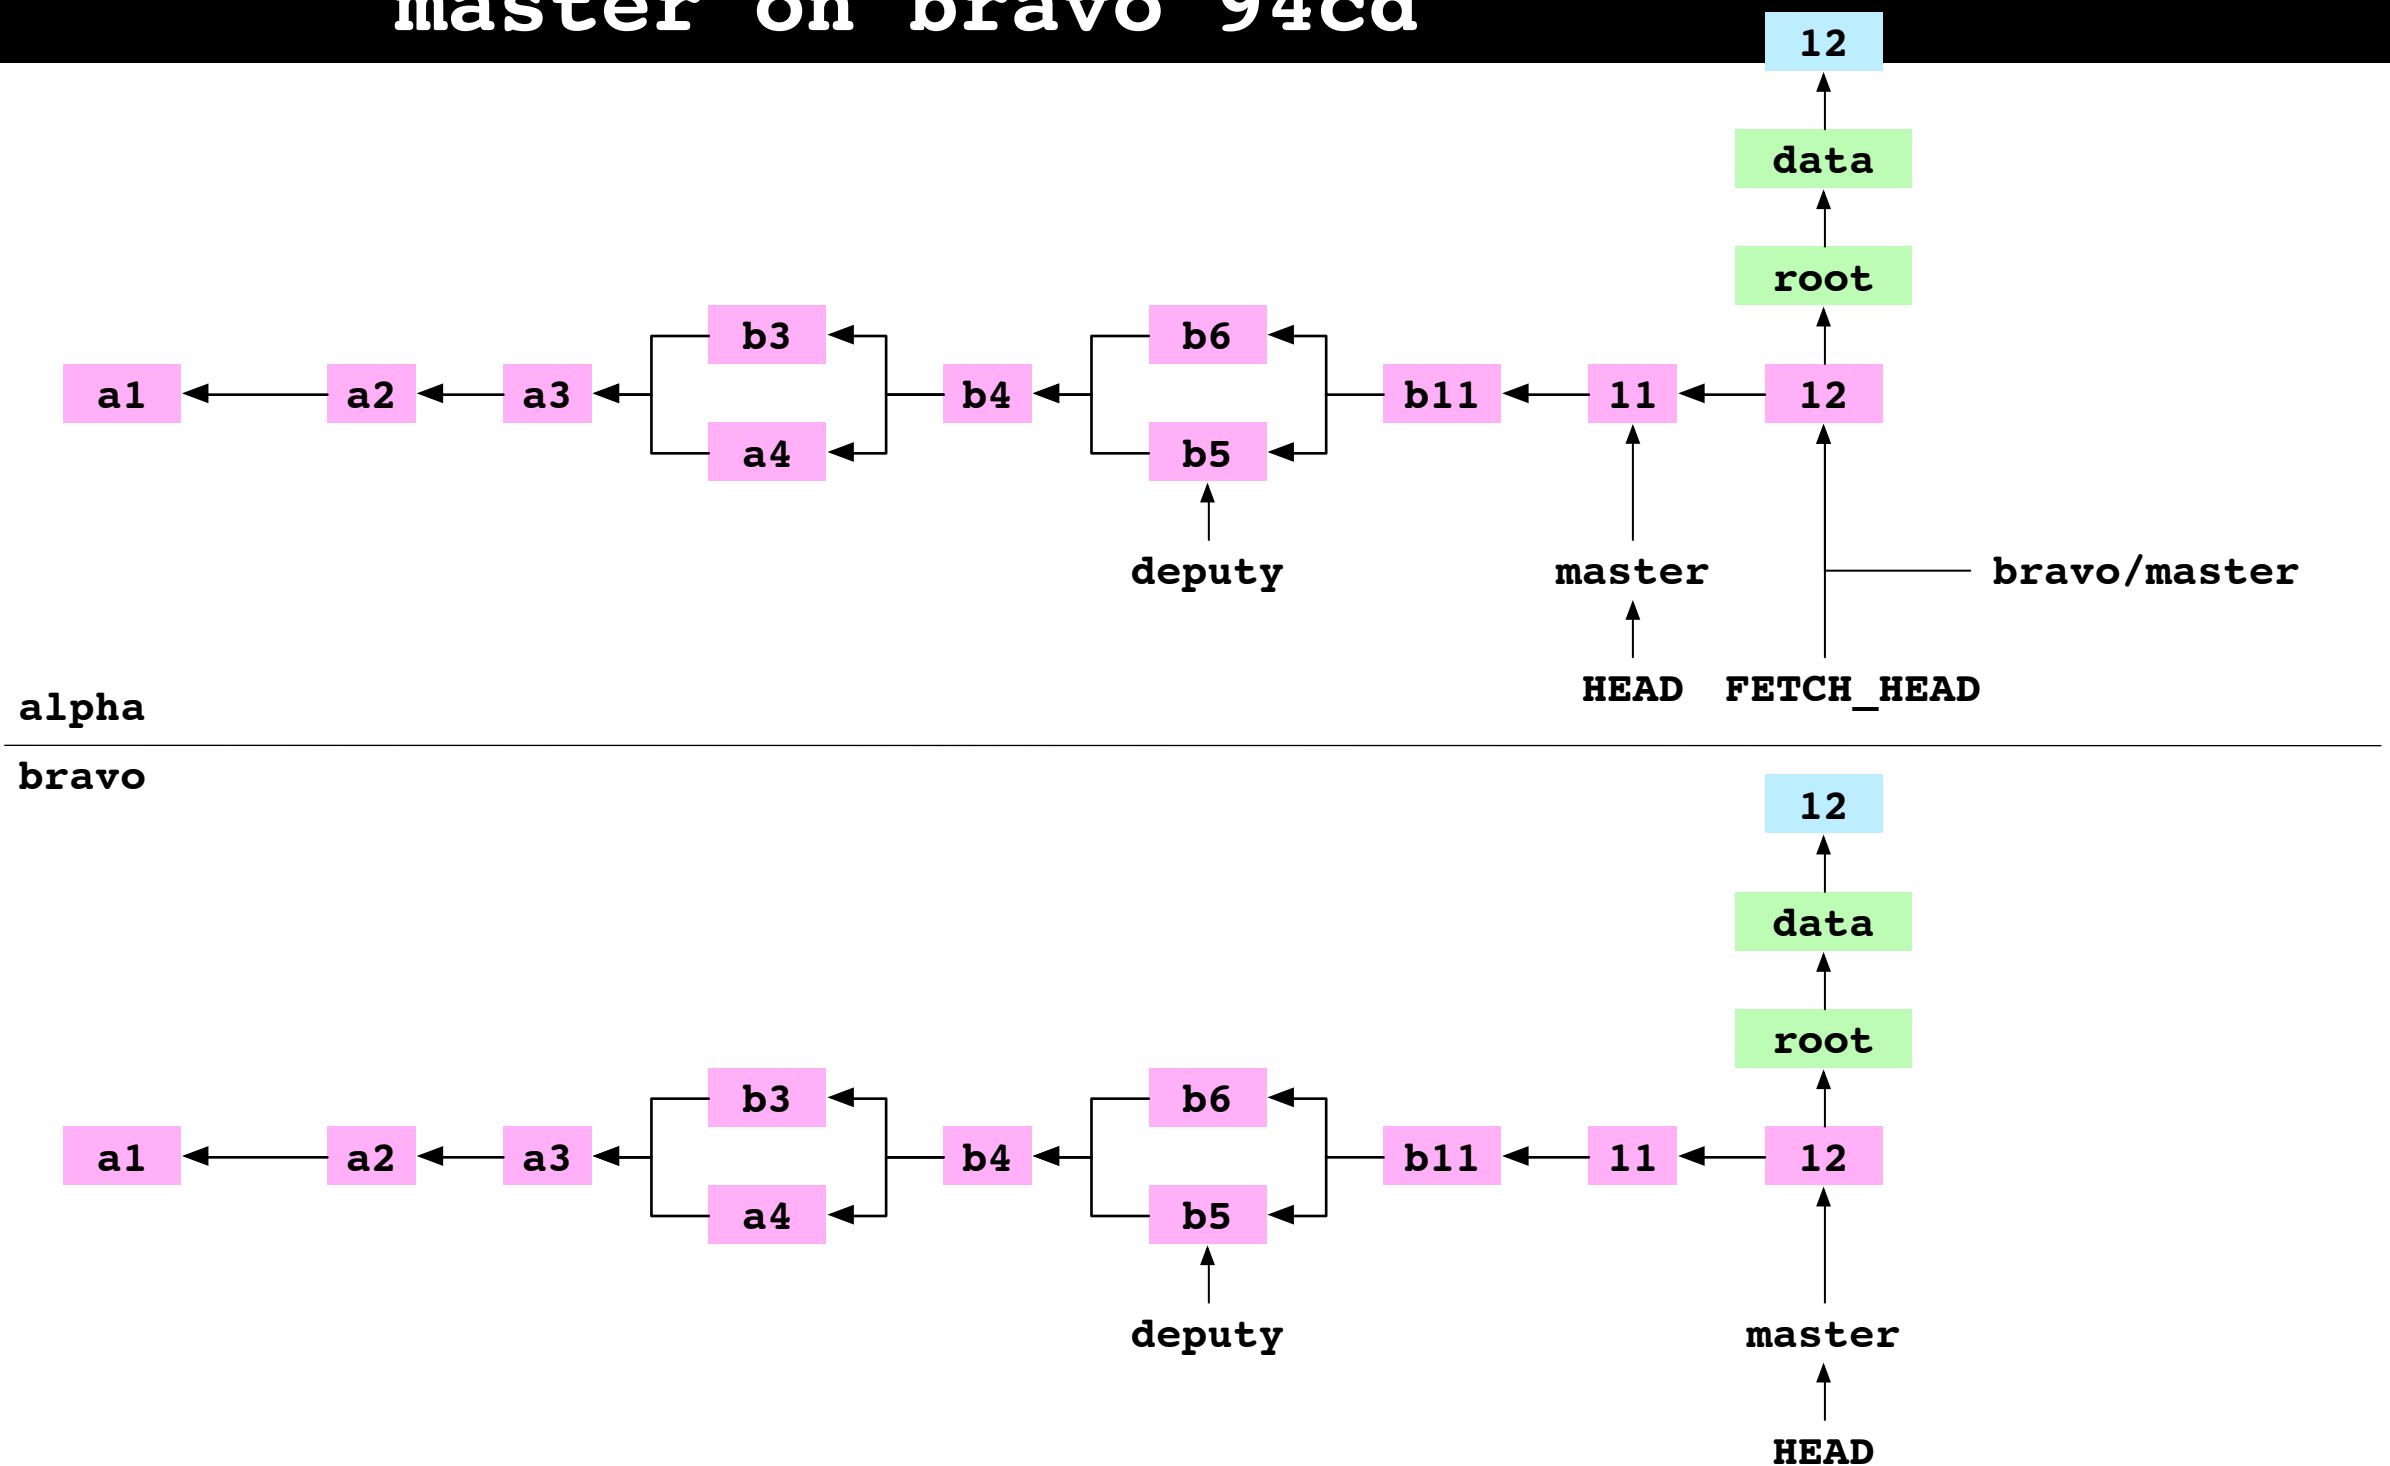 master on bravo 94cd
12
data
root
b3 b6
a1 a2 a3 b4 b11 11 12
a4 b5
deputy master bravo/master
HEAD FETCH_HEAD
alpha
bravo
12
data
root
b3 b6
a1 a2 a3 b4 b11 11 12
a4 b5
deputy master
HEAD